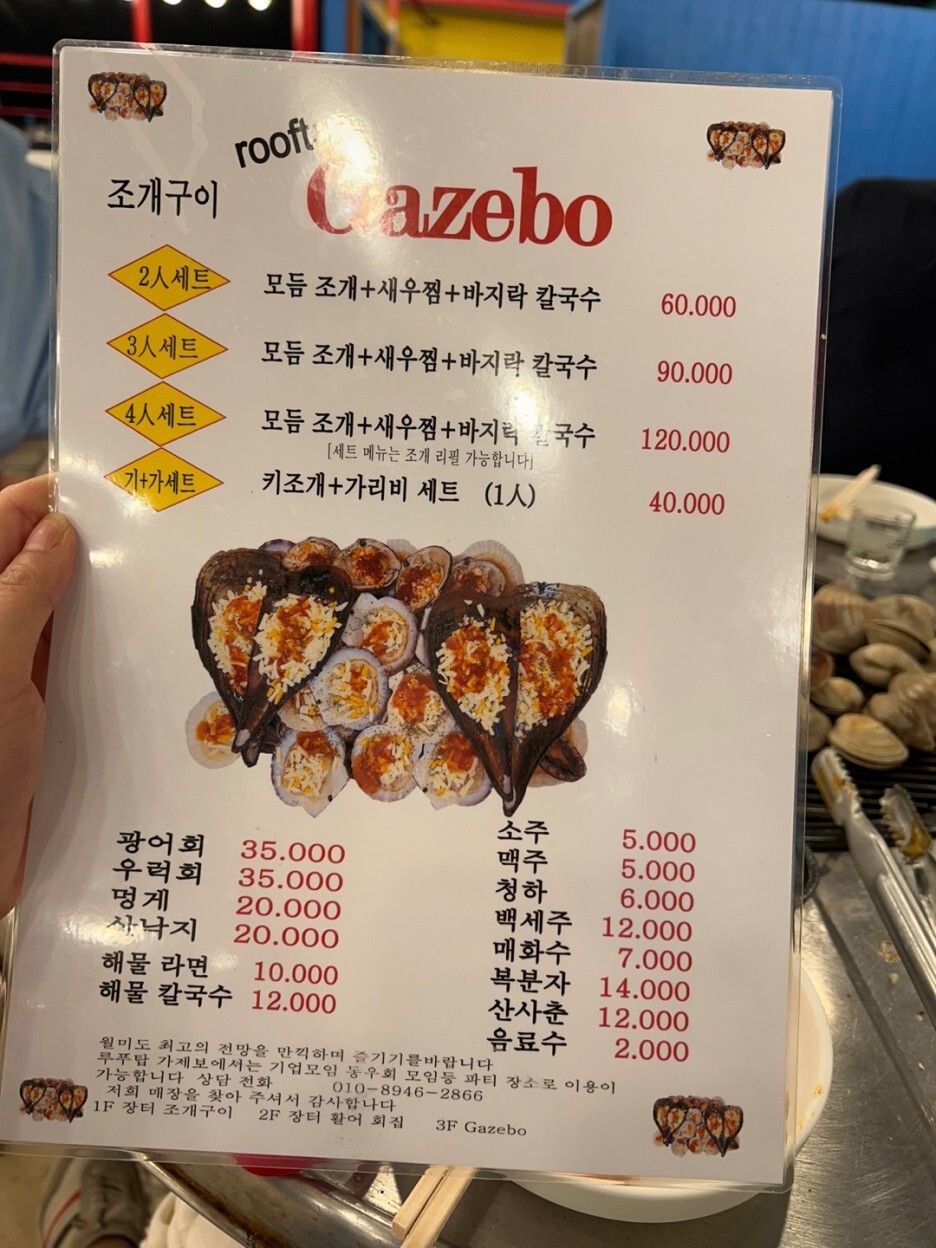 조개구이
Gazebo
2人세트 모듬 조개+새우찜+바지락 칼국수 60.000
3人세트 모듬 조개+새우찜+바지락 칼국수 90.000
4人세트 모듬 조개+새우찜+바지락 칼국수 120.000
[세트 메뉴는 조개 리필 가능합니다]
기+가세트 키조개+가리비 세트 (1人) 40.000
광어회 35.000
우럭회 35.000
멍게 20.000
산낙지 20.000
해물 라면 10.000
해물 칼국수 12.000
소주 5.000
맥주 5.000
청하 6.000
백세주 12.000
매화수 7.000
복분자 14.000
산사춘 12.000
음료수 2.000
월미도 최고의 전망을 만끽하며 즐기기를바랍니다
루푸탑 가제보에서는 기업모임 동우회 모임등 파티 장소로 이용이
가능합니다 상담 전화 010-8946-2866
저희 매장을 찾아 주셔서 감사합나다
1F 장터 조개구이 2F 장터 활어 회집 3F Gazebo